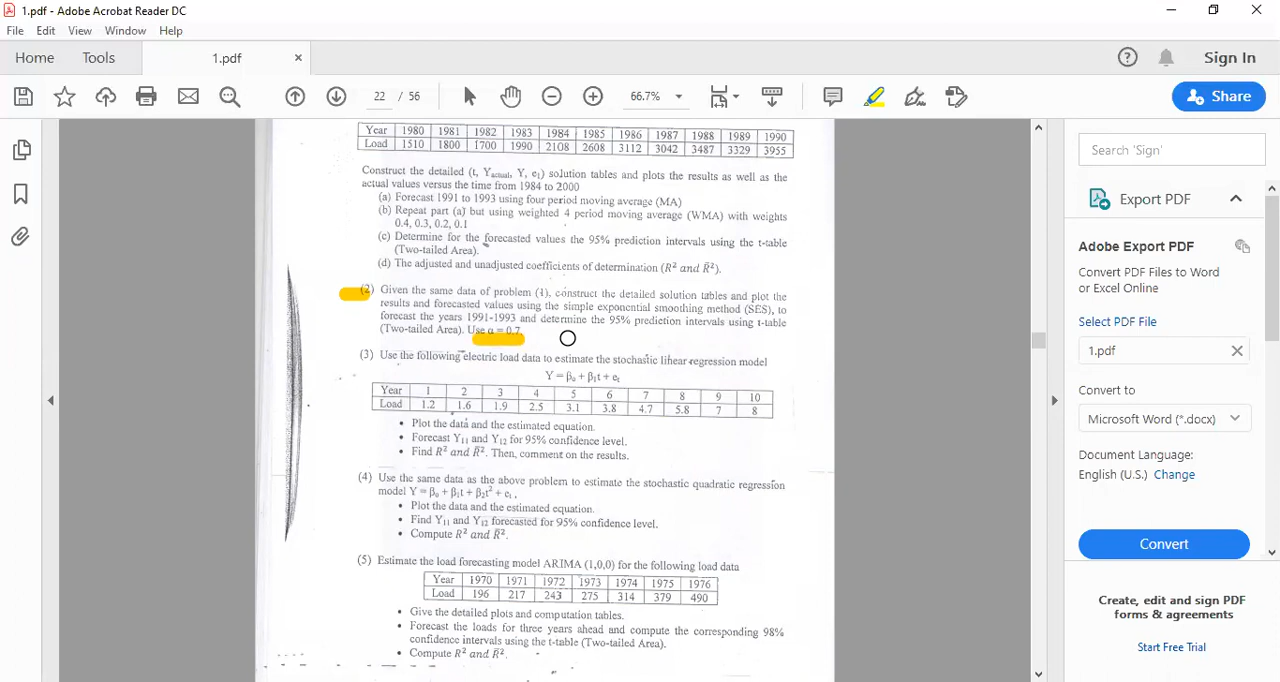 1.pdf - Adobe Acrobat Reader DC
File Edit View Window Help
Home Tools 1.pdf × Sign In
22 / 56 66.7% Share
Year 1980 1981 1982 1983 1984 1985 1986 1987 1988 1989 1990
Load 1510 1800 1700 1990 2108 2608 3112 3042 3487 3329 3955
Construct the detailed (t, Yactual, Y, et) solution tables and plots the results as well as the
actual values versus the time from 1984 to 2000
(a) Forecast 1991 to 1993 using four period moving average (MA)
(b) Repeat part (a) but using weighted 4 period moving average (WMA) with weights
0.4, 0.3, 0.2, 0.1
(c) Determine for the forecasted values the 95% prediction intervals using the t-table
(Two-tailed Area).
(d) The adjusted and unadjusted coefficients of determination (R² and R̄²).
(2) Given the same data of problem (1), construct the detailed solution tables and plot the
results and forecasted values using the simple exponential smoothing method (SES), to
forecast the years 1991-1993 and determine the 95% prediction intervals using t-table
(Two-tailed Area). Use α = 0.7
(3) Use the following electric load data to estimate the stochastic linear regression model
Y = β₀ + β₁t + et
Year 1 2 3 4 5 6 7 8 9 10
Load 1.2 1.6 1.9 2.5 3.1 3.8 4.7 5.8 7 8
• Plot the data and the estimated equation.
• Forecast Y₁₁ and Y₁₂ for 95% confidence level.
• Find R² and R̄². Then, comment on the results.
(4) Use the same data as the above problem to estimate the stochastic quadratic regression
model Y = β₀ + β₁t + β₂t² + et.
• Plot the data and the estimated equation.
• Find Y₁₁ and Y₁₂ forecasted for 95% confidence level.
• Compute R² and R̄².
(5) Estimate the load forecasting model ARIMA (1,0,0) for the following load data
Year 1970 1971 1972 1973 1974 1975 1976
Load 196 217 243 275 314 379 490
• Give the detailed plots and computation tables.
• Forecast the loads for three years ahead and compute the corresponding 98%
confidence intervals using the t-table (Two-tailed Area).
• Compute R² and R̄².
Search 'Sign'
Export PDF
Adobe Export PDF
Convert PDF Files to Word
or Excel Online
Select PDF File
1.pdf
Convert to
Microsoft Word (*.docx)
Document Language:
English (U.S.) Change
Convert
Create, edit and sign PDF
forms & agreements
Start Free Trial